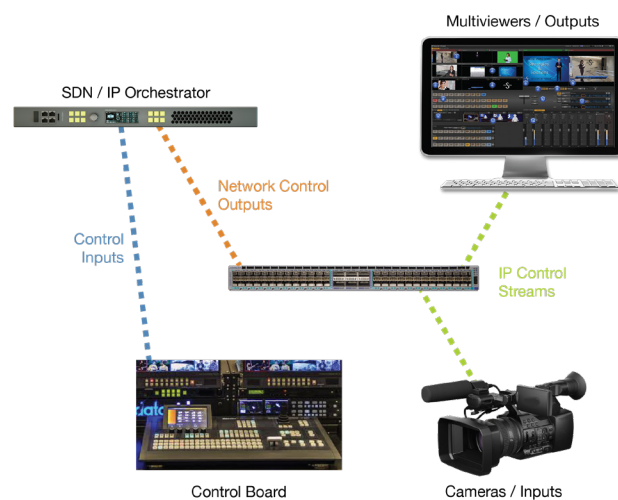 Multiviewers / Outputs
SDN / IP Orchestrator
Network Control
Outputs
Control
Inputs
IP Control
Streams
Control Board
Cameras / Inputs